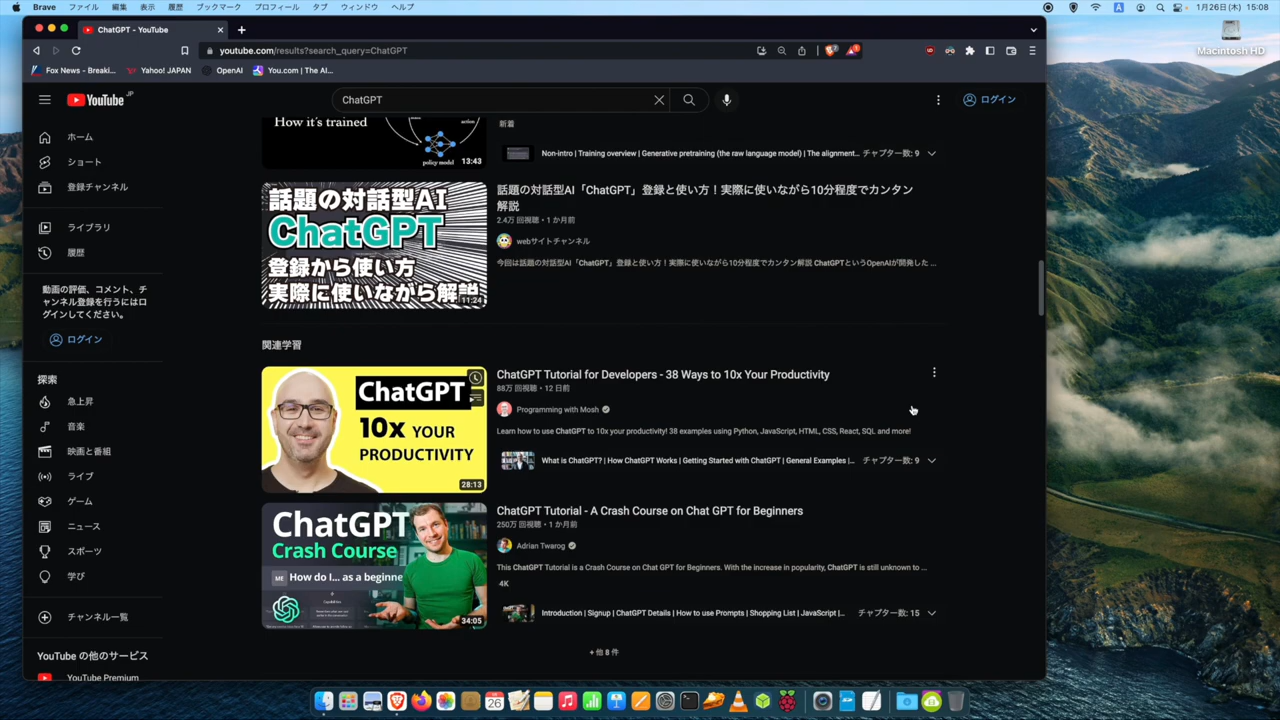 Brave ファイル 編集 表示 履歴 ブックマーク プロフィール タブ ウィンドウ ヘルプ
A 1月26日(木) 15:08
ChatGPT - YouTube
youtube.com/results?search_query=ChatGPT
Fox News - Breaki... Yahoo! JAPAN OpenAI You.com | The AI...
YouTube JP
ChatGPT
ログイン
Macintosh HD
ホーム
ショート
登録チャンネル
ライブラリ
履歴
動画の評価、コメント、チ
ャンネル登録を行うにはロ
グインしてください。
ログイン
探索
急上昇
音楽
映画と番組
ライブ
ゲーム
ニュース
スポーツ
学び
チャンネル一覧
YouTube の他のサービス
YouTube Premium
How it's trained
action
policy model
13:43
新着
Non-intro | Training overview | Generative pretraining (the raw language model) | The alignment... チャプター数: 9
話題の対話型AI
ChatGPT
登録から使い方
実際に使いながら解説
11:24
話題の対話型AI「ChatGPT」登録と使い方！実際に使いながら10分程度でカンタン
解説
2.4万 回視聴・1 か月前
webサイトチャンネル
今回は話題の対話型AI「ChatGPT」登録と使い方！実際に使いながら10分程度でカンタン解説 ChatGPTというOpenAIが開発した ...
関連学習
ChatGPT
10x YOUR
PRODUCTIVITY
28:13
ChatGPT Tutorial for Developers - 38 Ways to 10x Your Productivity
88万 回視聴・12 日前
Programming with Mosh
Learn how to use ChatGPT to 10x your productivity! 38 examples using Python, JavaScript, HTML, CSS, React, SQL and more!
What is ChatGPT? | How ChatGPT Works | Getting Started with ChatGPT | General Examples |... チャプター数: 9
ChatGPT
Crash Course
ME How do I... as a beginne
34:05
ChatGPT Tutorial - A Crash Course on Chat GPT for Beginners
250万 回視聴・1 か月前
Adrian Twarog
This ChatGPT Tutorial is a Crash Course on Chat GPT for Beginners. With the increase in popularity, ChatGPT is still unknown to ...
4K
Introduction | Signup | ChatGPT Details | How to use Prompts | Shopping List | JavaScript |... チャプター数: 15
+ 他 8 件
26